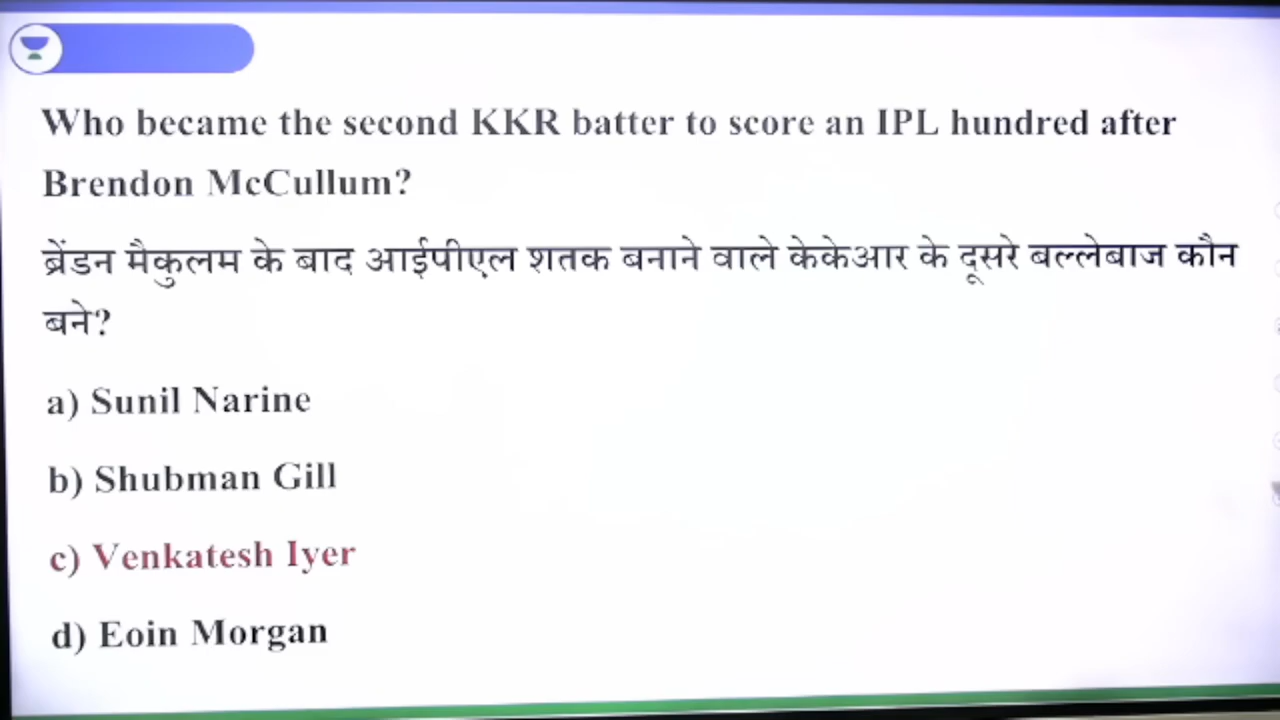 Who became the second KKR batter to score an IPL hundred after
Brendon McCullum?
ब्रेंडन मैकुलम के बाद आईपीएल शतक बनाने वाले केकेआर के दूसरे बल्लेबाज कौन
बने?
a) Sunil Narine
b) Shubman Gill
c) Venkatesh Iyer
d) Eoin Morgan